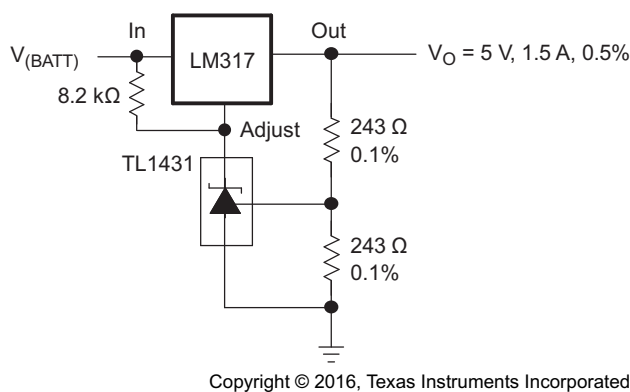 In
Out
V(BATT)
LM317
VO = 5 V, 1.5 A, 0.5%
8.2 kΩ
Adjust
243 Ω
0.1%
TL1431
243 Ω
0.1%
Copyright © 2016, Texas Instruments Incorporated